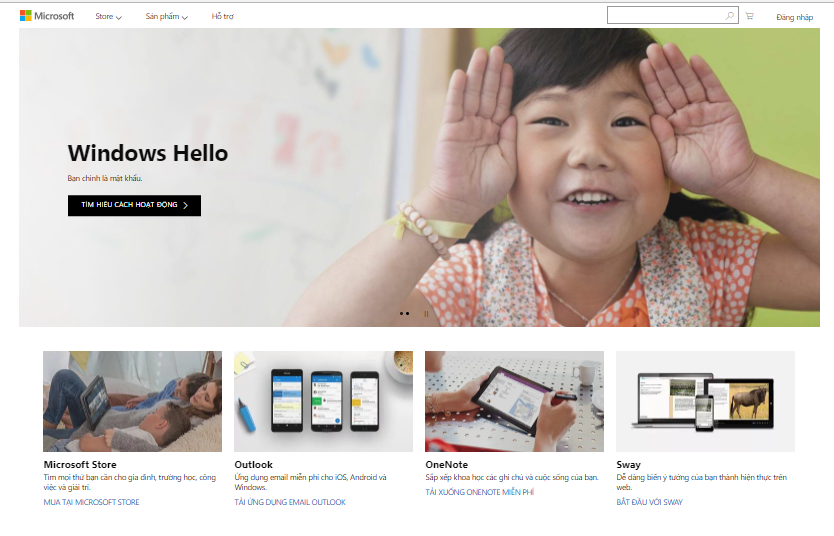 Microsoft Store Sản phẩm Hỗ trợ Đăng nhập
Windows Hello
Bạn chính là mật khẩu.
TÌM HIỂU CÁCH HOẠT ĐỘNG
Microsoft Store
Tìm mọi thứ bạn cần cho gia đình, trường học, công
việc và giải trí.
MUA TẠI MICROSOFT STORE
Outlook
Ứng dụng email miễn phí cho iOS, Android và
Windows.
TẢI ỨNG DỤNG EMAIL OUTLOOK
OneNote
Sắp xếp khoa học các ghi chú và cuộc sống của bạn.
TẢI XUỐNG ONENOTE MIỄN PHÍ
Sway
Dễ dàng biến ý tưởng của bạn thành hiện thực trên
web.
BẮT ĐẦU VỚI SWAY